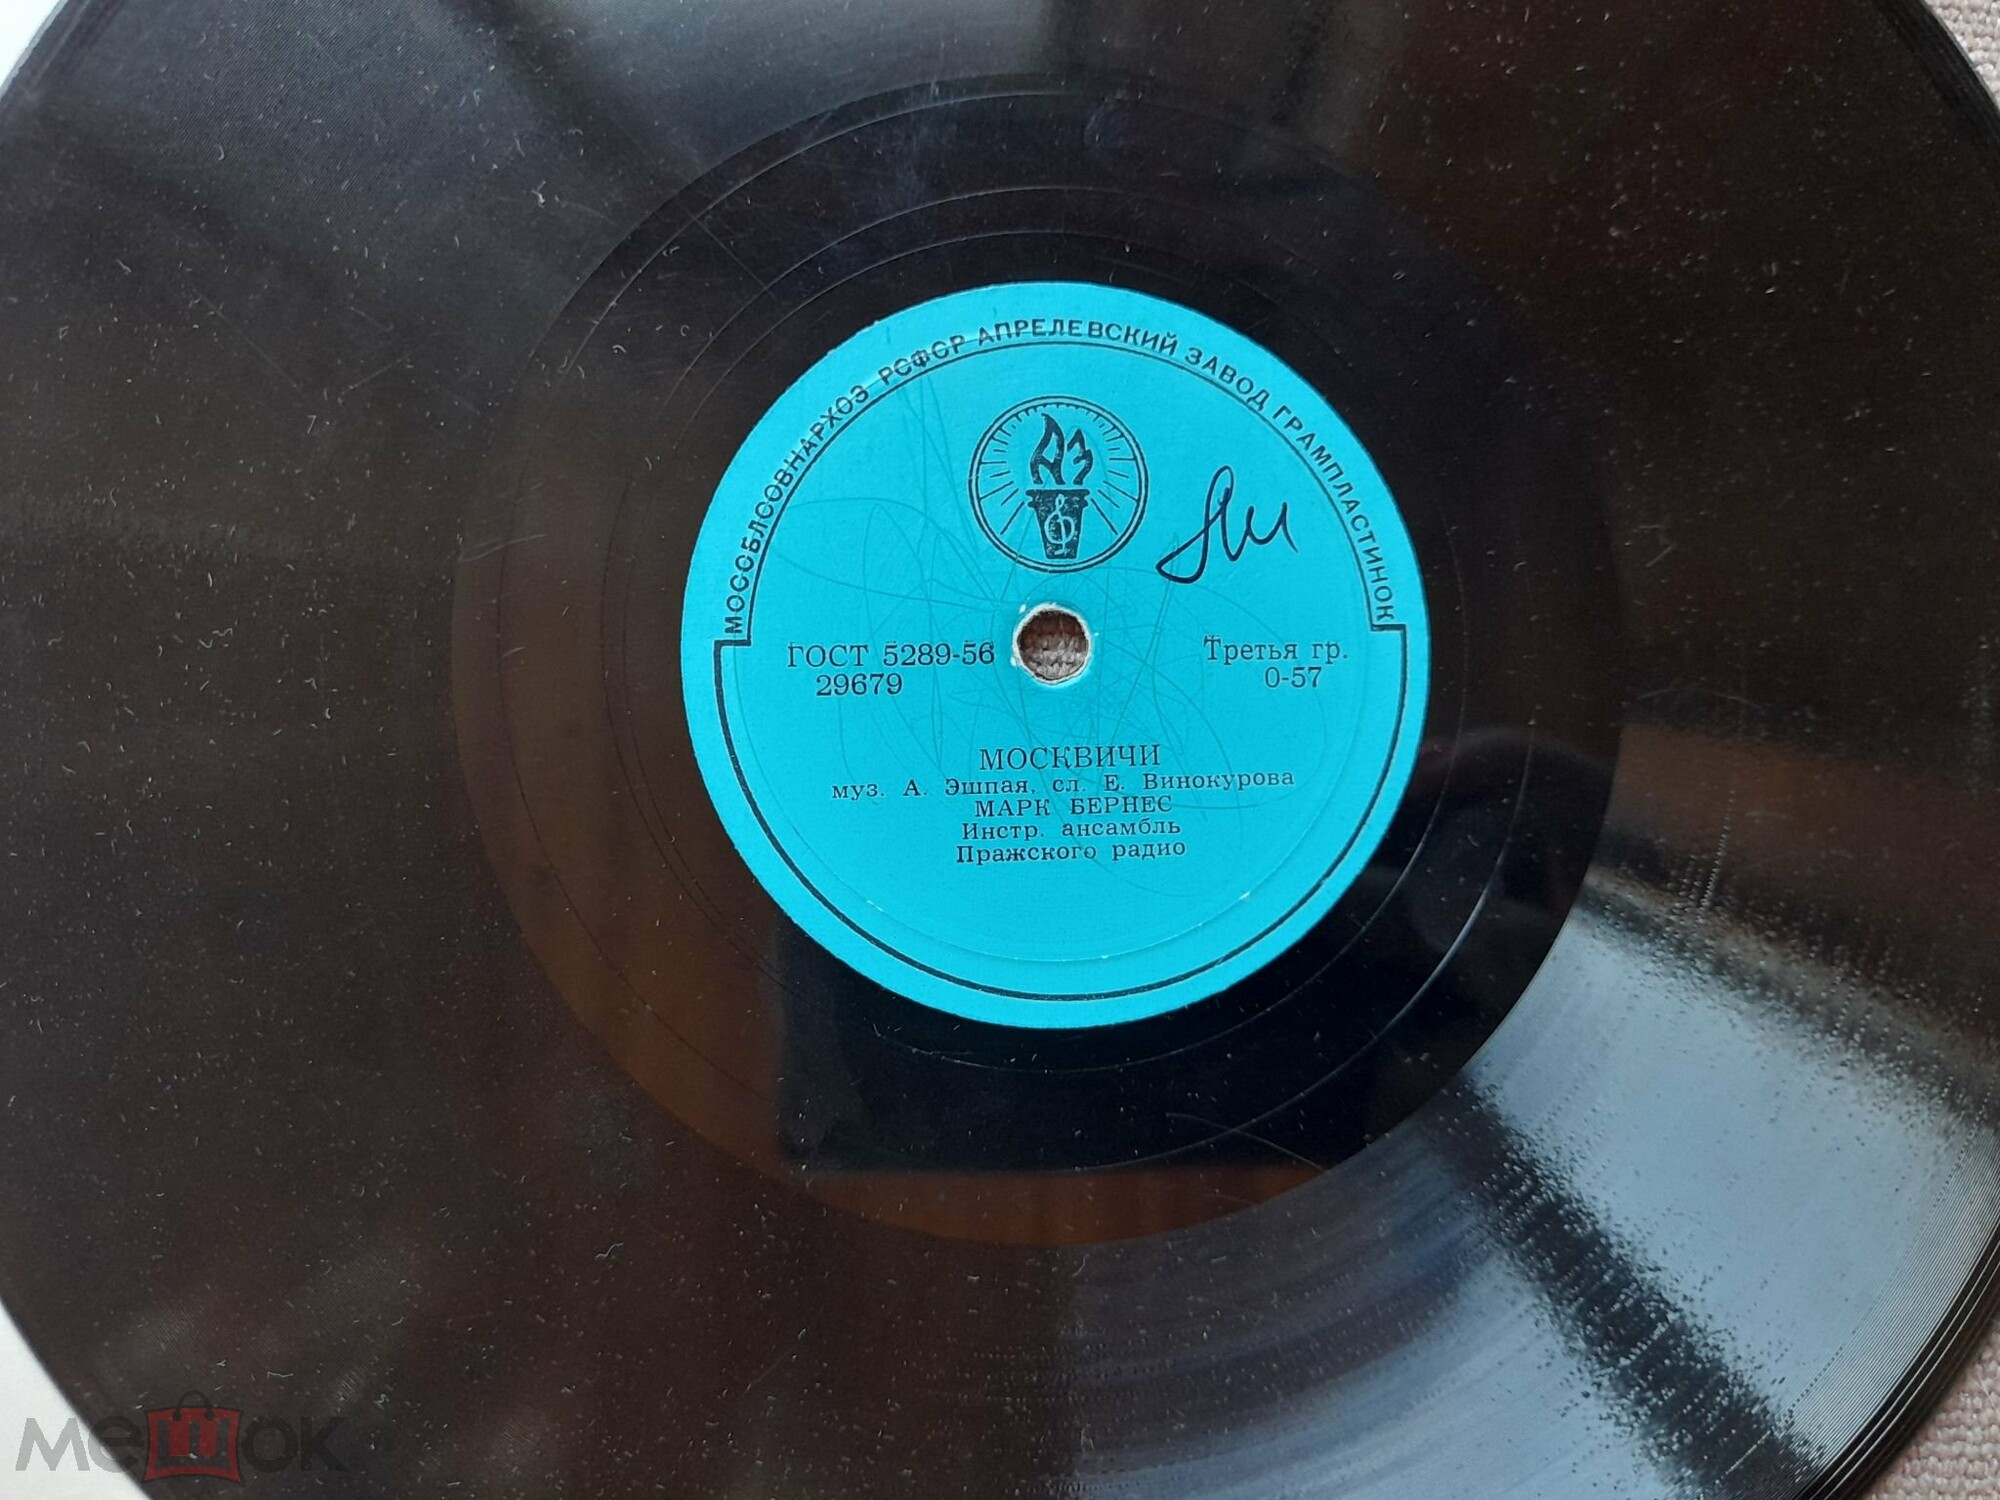 МОСОБЛСОВНАРХОЗ РСФСР АПРЕЛЕВСКИЙ ЗАВОД ГРАМПЛАСТИНОК
АЗ
ГОСТ 5289-56
29679
Третья гр.
0-57
МОСКВИЧИ
муз. А. Эшпая, сл. Е. Винокурова
МАРК БЕРНЕС
Инстр. ансамбль
Пражского радио
мешок